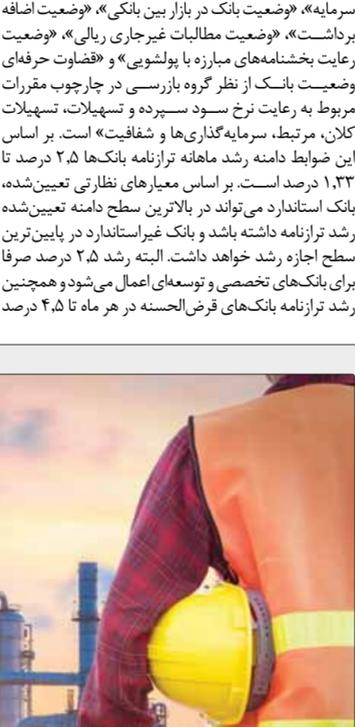 سرمایه»، «وضعیت بانک در بازار بین بانکی»، «وضعیت اضافه
برداشت»، «وضعیت مطالبات غیرجاری ریالی»، «وضعیت
رعایت بخشنامه‌های مبارزه با پولشویی» و «قضاوت حرفه‌ای
وضعیت بانک از نظر گروه بازرسی در چارچوب مقررات
مربوط به رعایت نرخ سود سپرده و تسهیلات، تسهیلات
کلان، مرتبط، سرمایه‌گذاری‌ها و شفافیت» است. بر اساس
این ضوابط دامنه رشد ماهانه ترازنامه بانک‌ها ۲,۵ درصد تا
۱,۳۳ درصد است. بر اساس معیارهای نظارتی تعیین‌شده،
بانک استاندارد می‌تواند در بالاترین سطح دامنه تعیین‌شده
رشد ترازنامه داشته باشد و بانک غیراستاندارد در پایین‌ترین
سطح اجازه رشد خواهد داشت. البته رشد ۲,۵ درصد صرفا
برای بانک‌های تخصصی و توسعه‌ای اعمال می‌شود و همچنین
رشد ترازنامه بانک‌های قرض‌الحسنه در هر ماه تا ۴,۵ درصد